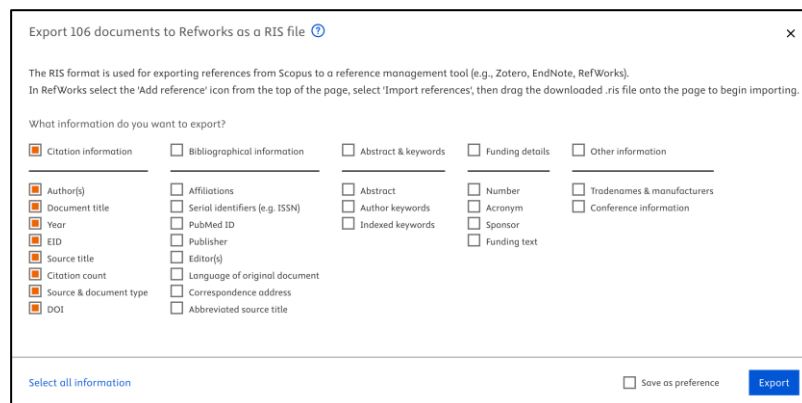 Export 106 documents to Refworks as a RIS file ?
The RIS format is used for exporting references from Scopus to a reference management tool (e.g., Zotero, EndNote, RefWorks).
In RefWorks select the 'Add reference' icon from the top of the page, select 'Import references', then drag the downloaded .ris file onto the page to begin importing.
What information do you want to export?
Citation information
Bibliographical information
Abstract & keywords
Funding details
Other information
Author(s)
Document title
Year
EID
Source title
Citation count
Source & document type
DOI
Affiliations
Serial identifiers (e.g. ISSN)
PubMed ID
Publisher
Editor(s)
Language of original document
Correspondence address
Abbreviated source title
Abstract
Author keywords
Indexed keywords
Number
Acronym
Sponsor
Funding text
Tradenames & manufacturers
Conference information
Select all information
Save as preference
Export